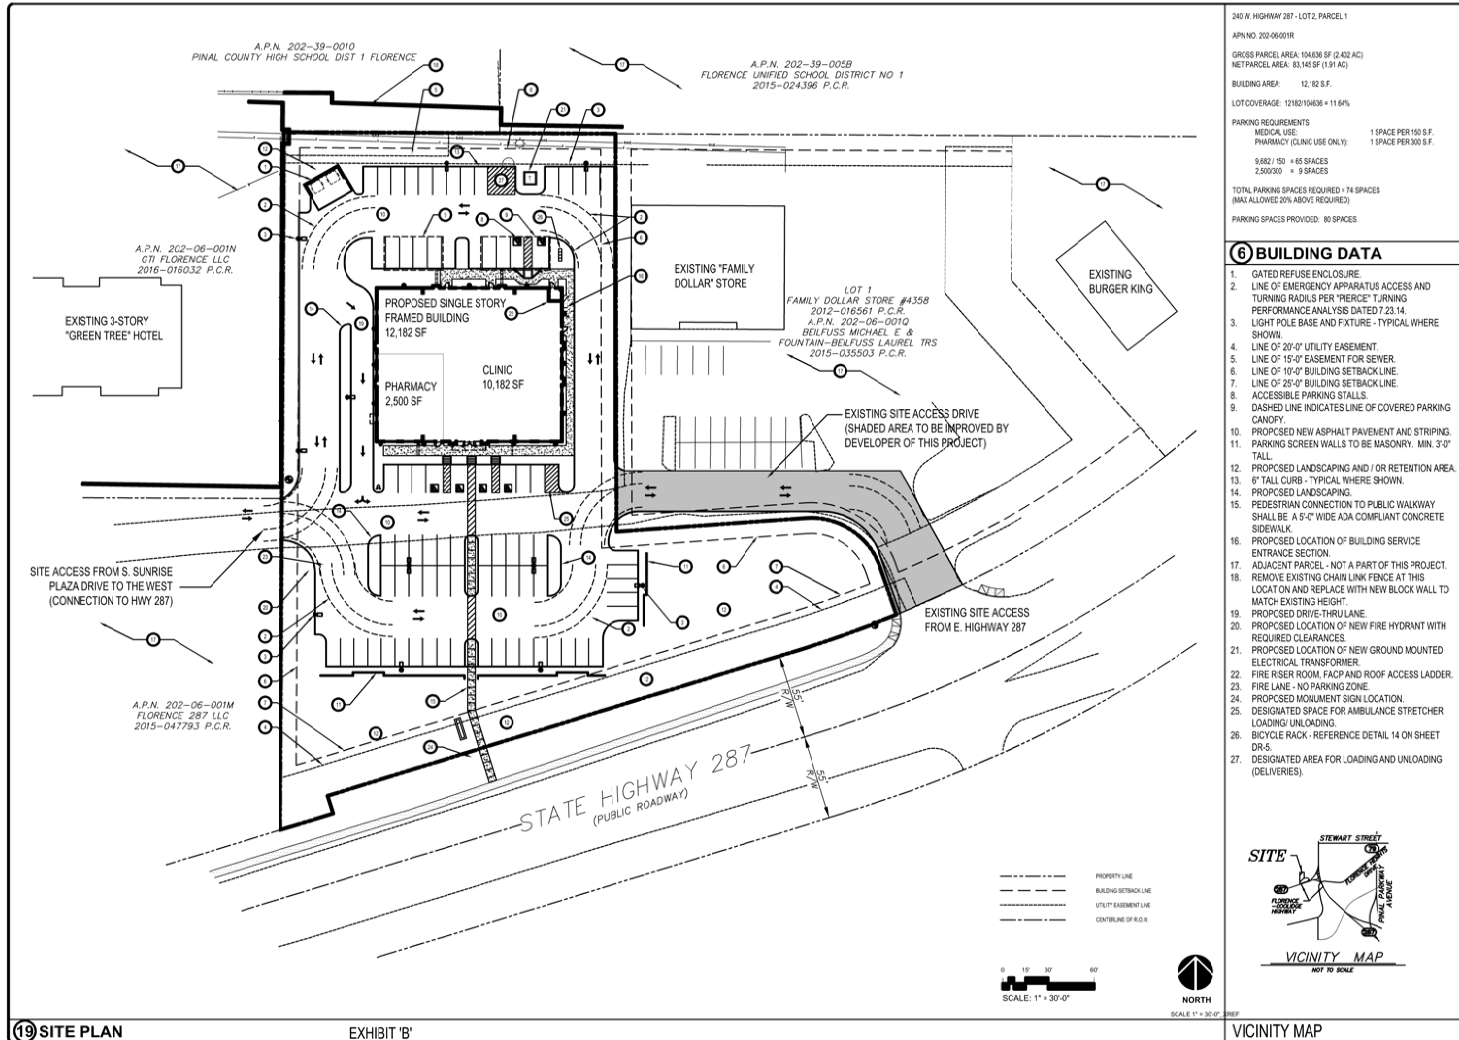 A.P.N. 202-39-0010
PINAL COUNTY HIGH SCHOOL DIST 1 FLORENCE
A.P.N. 202-39-005B
FLORENCE UNIFIED SCHOOL DISTRICT NO 1
2015-024396 P.C.R.
A.P.N. 202-06-001N
GTI FLORENCE LLC
2016-016032 P.C.R.
EXISTING 3-STORY
"GREEN TREE" HOTEL
PROPOSED SINGLE STORY
FRAMED BUILDING
12,182 SF
PHARMACY
2,500 SF
CLINIC
10,182 SF
EXISTING "FAMILY
DOLLAR" STORE
LOT 1
FAMILY DOLLAR STORE #4358
2012-016561 P.C.R.
A.P.N. 202-06-001Q
BEILFUSS MICHAEL E &
FOUNTAIN-BEILFUSS LAUREL TRS
2015-035503 P.C.R.
EXISTING
BURGER KING
EXISTING SITE ACCESS DRIVE
(SHADED AREA TO BE IMPROVED BY
DEVELOPER OF THIS PROJECT)
SITE ACCESS FROM S. SUNRISE
PLAZA DRIVE TO THE WEST
(CONNECTION TO HWY 287)
EXISTING SITE ACCESS
FROM E. HIGHWAY 287
A.P.N. 202-06-001M
FLORENCE 287 LLC
2015-047793 P.C.R.
55'
R/W
55'
R/W
STATE HIGHWAY 287
(PUBLIC ROADWAY)
PROPERTY LINE
BUILDING SETBACK LINE
UTILITY EASEMENT LINE
CENTERLINE OF R.O.W
0 15' 30' 60'
SCALE: 1" = 30'-0"
NORTH
SCALE 1" = 30'-0"_XREF
19 SITE PLAN
EXHIBIT 'B'
240 W. HIGHWAY 287 - LOT 2, PARCEL 1
APN NO. 202-06-001R
GROSS PARCEL AREA: 104,636 SF (2.402 AC)
NET PARCEL AREA: 83,145 SF (1.91 AC)
BUILDING AREA: 12,182 S.F.
LOT COVERAGE: 12182/104636 = 11.64%
PARKING REQUIREMENTS
MEDICAL USE: 1 SPACE PER 150 S.F.
PHARMACY (CLINIC USE ONLY): 1 SPACE PER 300 S.F.
9,682 / 150 = 65 SPACES
2,500/300 = 9 SPACES
TOTAL PARKING SPACES REQUIRED = 74 SPACES
(MAX ALLOWED 20% ABOVE REQUIRED)
PARKING SPACES PROVIDED: 80 SPACES
6 BUILDING DATA
1. GATED REFUSE ENCLOSURE.
2. LINE OF EMERGENCY APPARATUS ACCESS AND
TURNING RADIUS PER "PIERCE" TURNING
PERFORMANCE ANALYSIS DATED 7.23.14.
3. LIGHT POLE BASE AND FIXTURE - TYPICAL WHERE
SHOWN.
4. LINE OF 20'-0" UTILITY EASEMENT.
5. LINE OF 15'-0" EASEMENT FOR SEWER.
6. LINE OF 10'-0" BUILDING SETBACK LINE.
7. LINE OF 25'-0" BUILDING SETBACK LINE.
8. ACCESSIBLE PARKING STALLS.
9. DASHED LINE INDICATES LINE OF COVERED PARKING
CANOPY.
10. PROPOSED NEW ASPHALT PAVEMENT AND STRIPING.
11. PARKING SCREEN WALLS TO BE MASONRY. MIN. 3'-0"
TALL.
12. PROPOSED LANDSCAPING AND / OR RETENTION AREA.
13. 6" TALL CURB - TYPICAL WHERE SHOWN.
14. PROPOSED LANDSCAPING.
15. PEDESTRIAN CONNECTION TO PUBLIC WALKWAY
SHALL BE A 5'-0" WIDE ADA COMPLIANT CONCRETE
SIDEWALK.
16. PROPOSED LOCATION OF BUILDING SERVICE
ENTRANCE SECTION.
17. ADJACENT PARCEL - NOT A PART OF THIS PROJECT.
18. REMOVE EXISTING CHAIN LINK FENCE AT THIS
LOCATION AND REPLACE WITH NEW BLOCK WALL TO
MATCH EXISTING HEIGHT.
19. PROPOSED DRIVE-THRU LANE.
20. PROPOSED LOCATION OF NEW FIRE HYDRANT WITH
REQUIRED CLEARANCES.
21. PROPOSED LOCATION OF NEW GROUND MOUNTED
ELECTRICAL TRANSFORMER.
22. FIRE RISER ROOM, FACP AND ROOF ACCESS LADDER.
23. FIRE LANE - NO PARKING ZONE.
24. PROPOSED MONUMENT SIGN LOCATION.
25. DESIGNATED SPACE FOR AMBULANCE STRETCHER
LOADING/ UNLOADING.
26. BICYCLE RACK - REFERENCE DETAIL 14 ON SHEET
DR-5.
27. DESIGNATED AREA FOR LOADING AND UNLOADING
(DELIVERIES).
STEWART STREET
SITE
79
FLORENCE HEIGHTS
DRIVE
287
FLORENCE
-COOLIDGE
HIGHWAY
PINAL PARKWAY
AVENUE
287
VICINITY MAP
NOT TO SCALE
VICINITY MAP